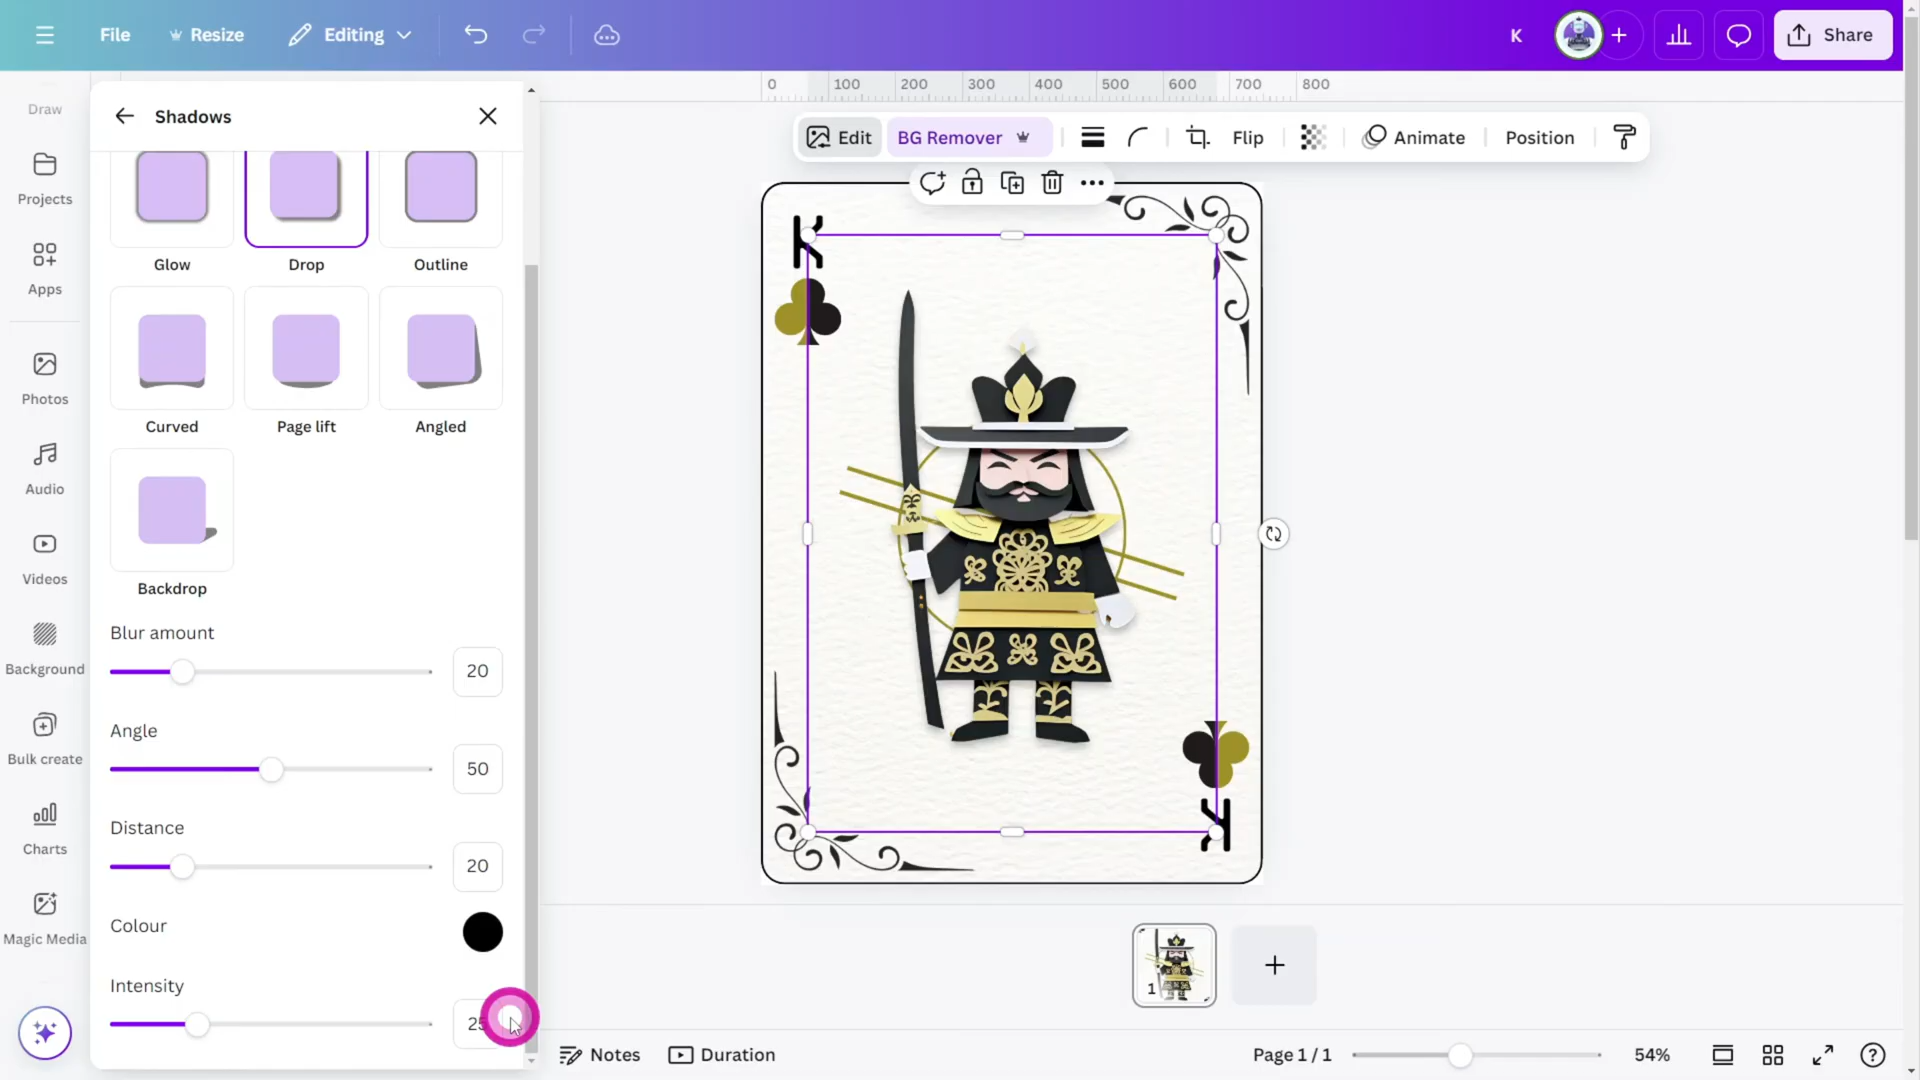 File
Resize
Editing
K
Share
Draw
Projects
Apps
Photos
Audio
Videos
Background
Bulk create
Charts
Magic Media
Shadows
Glow
Drop
Outline
Curved
Page lift
Angled
Backdrop
Blur amount
20
Angle
50
Distance
20
Colour
Intensity
25
0 100 200 300 400 500 600 700 800
Edit
BG Remover
Flip
Animate
Position
K
K
1
Notes
Duration
Page 1 / 1
54%